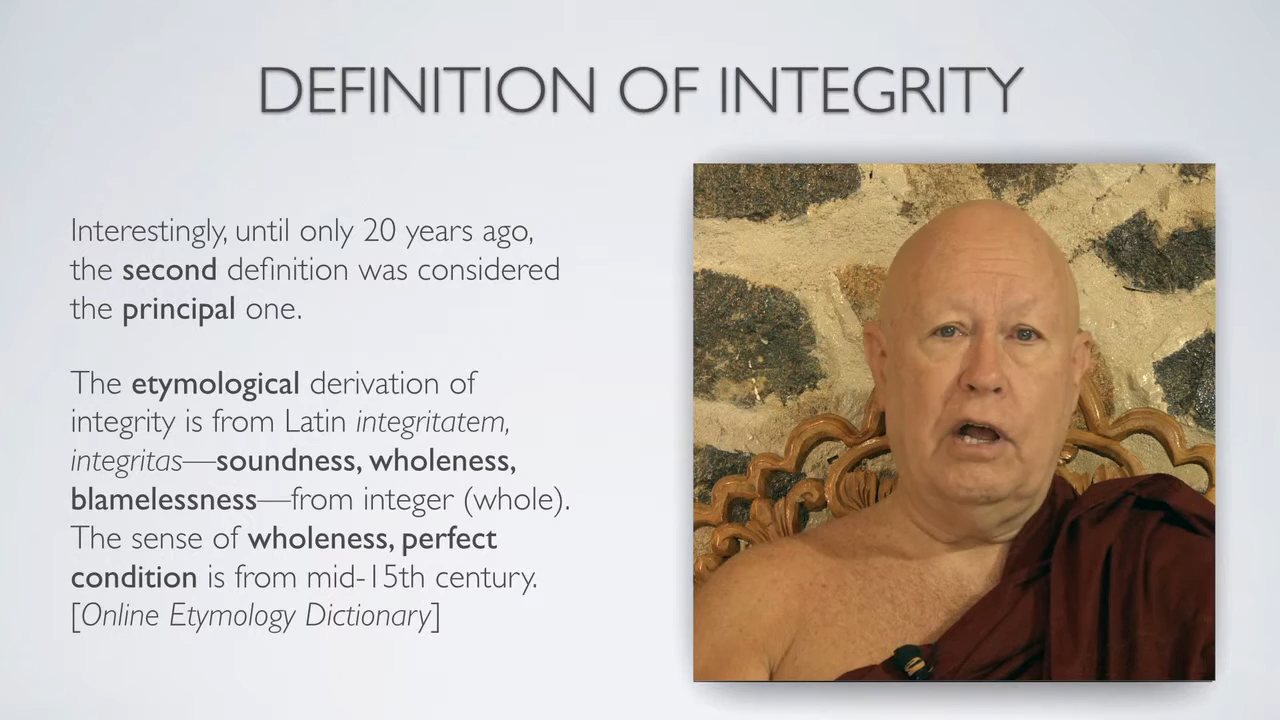 DEFINITION OF INTEGRITY
Interestingly, until only 20 years ago,
the second definition was considered
the principal one.
The etymological derivation of
integrity is from Latin integritatem,
integritas—soundness, wholeness,
blamelessness—from integer (whole).
The sense of wholeness, perfect
condition is from mid-15th century.
[Online Etymology Dictionary]